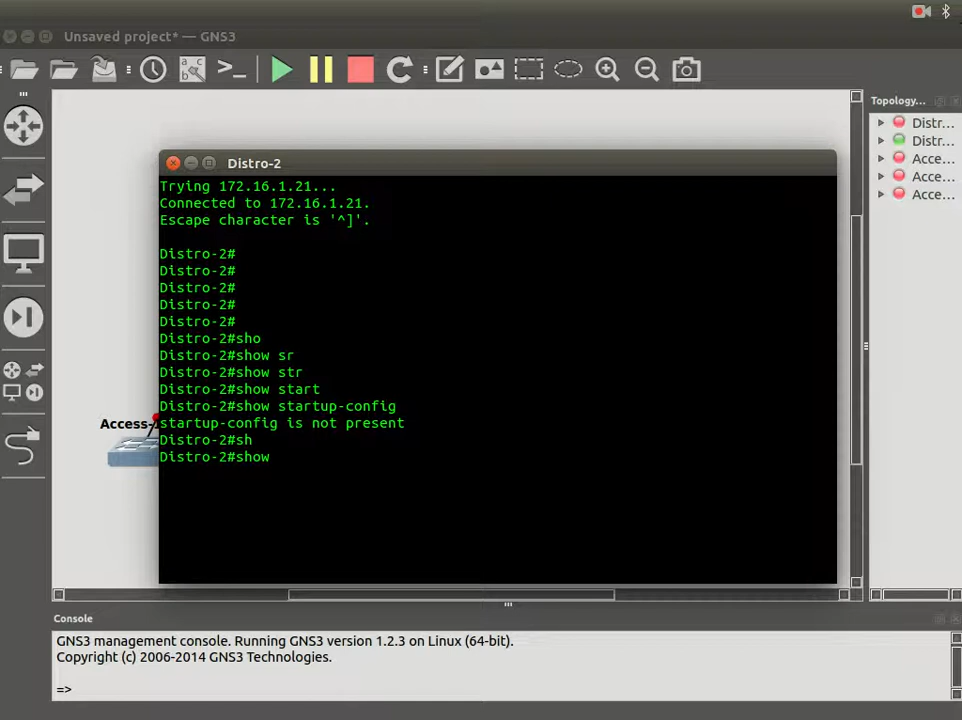 Unsaved project* — GNS3
Topology...
Distr...
Distr...
Acce...
Acce...
Acce...
Distro-2
Trying 172.16.1.21...
Connected to 172.16.1.21.
Escape character is '^]'.
Distro-2#
Distro-2#
Distro-2#
Distro-2#
Distro-2#
Distro-2#sho
Distro-2#show sr
Distro-2#show str
Distro-2#show start
Distro-2#show startup-config
startup-config is not present
Distro-2#sh
Distro-2#show
Access-
Console
GNS3 management console. Running GNS3 version 1.2.3 on Linux (64-bit).
Copyright (c) 2006-2014 GNS3 Technologies.
=>